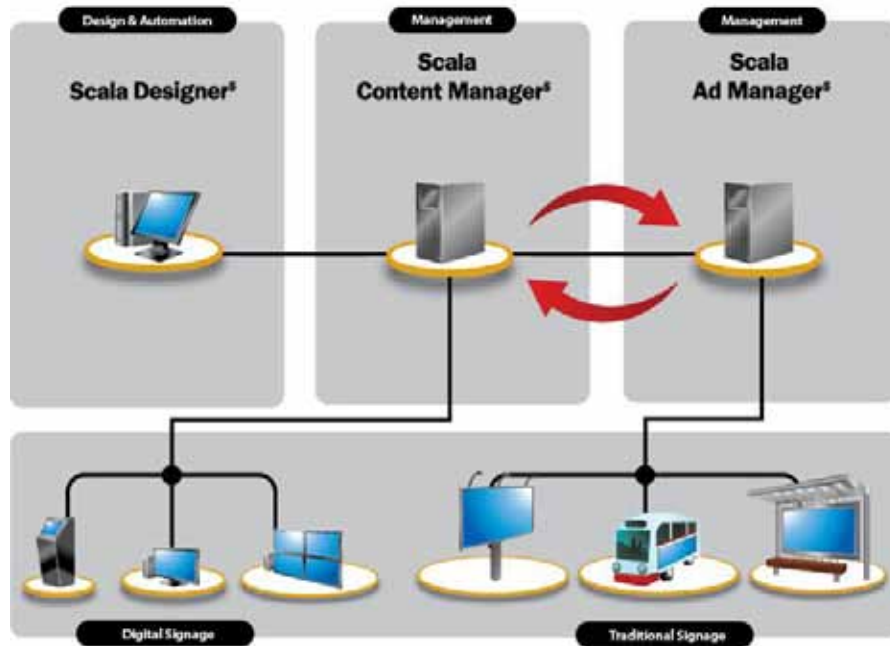 Design & Automation
Management
Management
Scala Designer⁵
Scala
Content Manager⁵
Scala
Ad Manager⁵
Digital Signage
Traditional Signage